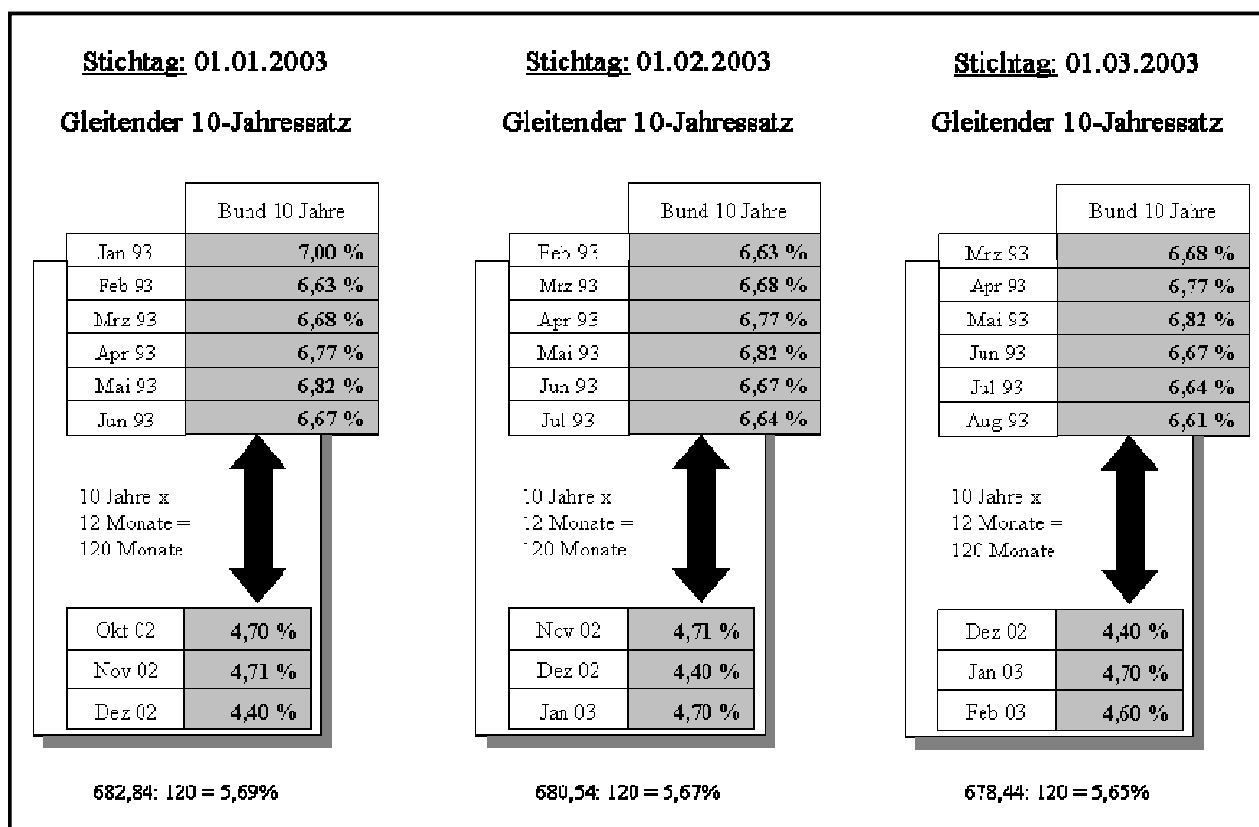 Stichtag: 01.01.2003
Gleitender 10-Jahressatz
Bund 10 Jahre
Jan 93 7,00 %
Feb 93 6,63 %
Mrz 93 6,68 %
Apr 93 6,77 %
Mai 93 6,82 %
Jun 93 6,67 %
10 Jahre x
12 Monate =
120 Monate
Okt 02 4,70 %
Nov 02 4,71 %
Dez 02 4,40 %
682,84: 120 = 5,69%
Stichtag: 01.02.2003
Gleitender 10-Jahressatz
Bund 10 Jahre
Feb 93 6,63 %
Mrz 93 6,68 %
Apr 93 6,77 %
Mai 93 6,82 %
Jun 93 6,67 %
Jul 93 6,64 %
10 Jahre x
12 Monate =
120 Monate
Nov 02 4,71 %
Dez 02 4,40 %
Jan 03 4,70 %
680,54: 120 = 5,67%
Stichtag: 01.03.2003
Gleitender 10-Jahressatz
Bund 10 Jahre
Mrz 93 6,68 %
Apr 93 6,77 %
Mai 93 6,82 %
Jun 93 6,67 %
Jul 93 6,64 %
Aug 93 6,61 %
10 Jahre x
12 Monate =
120 Monate
Dez 02 4,40 %
Jan 03 4,70 %
Feb 03 4,60 %
678,44: 120 = 5,65%